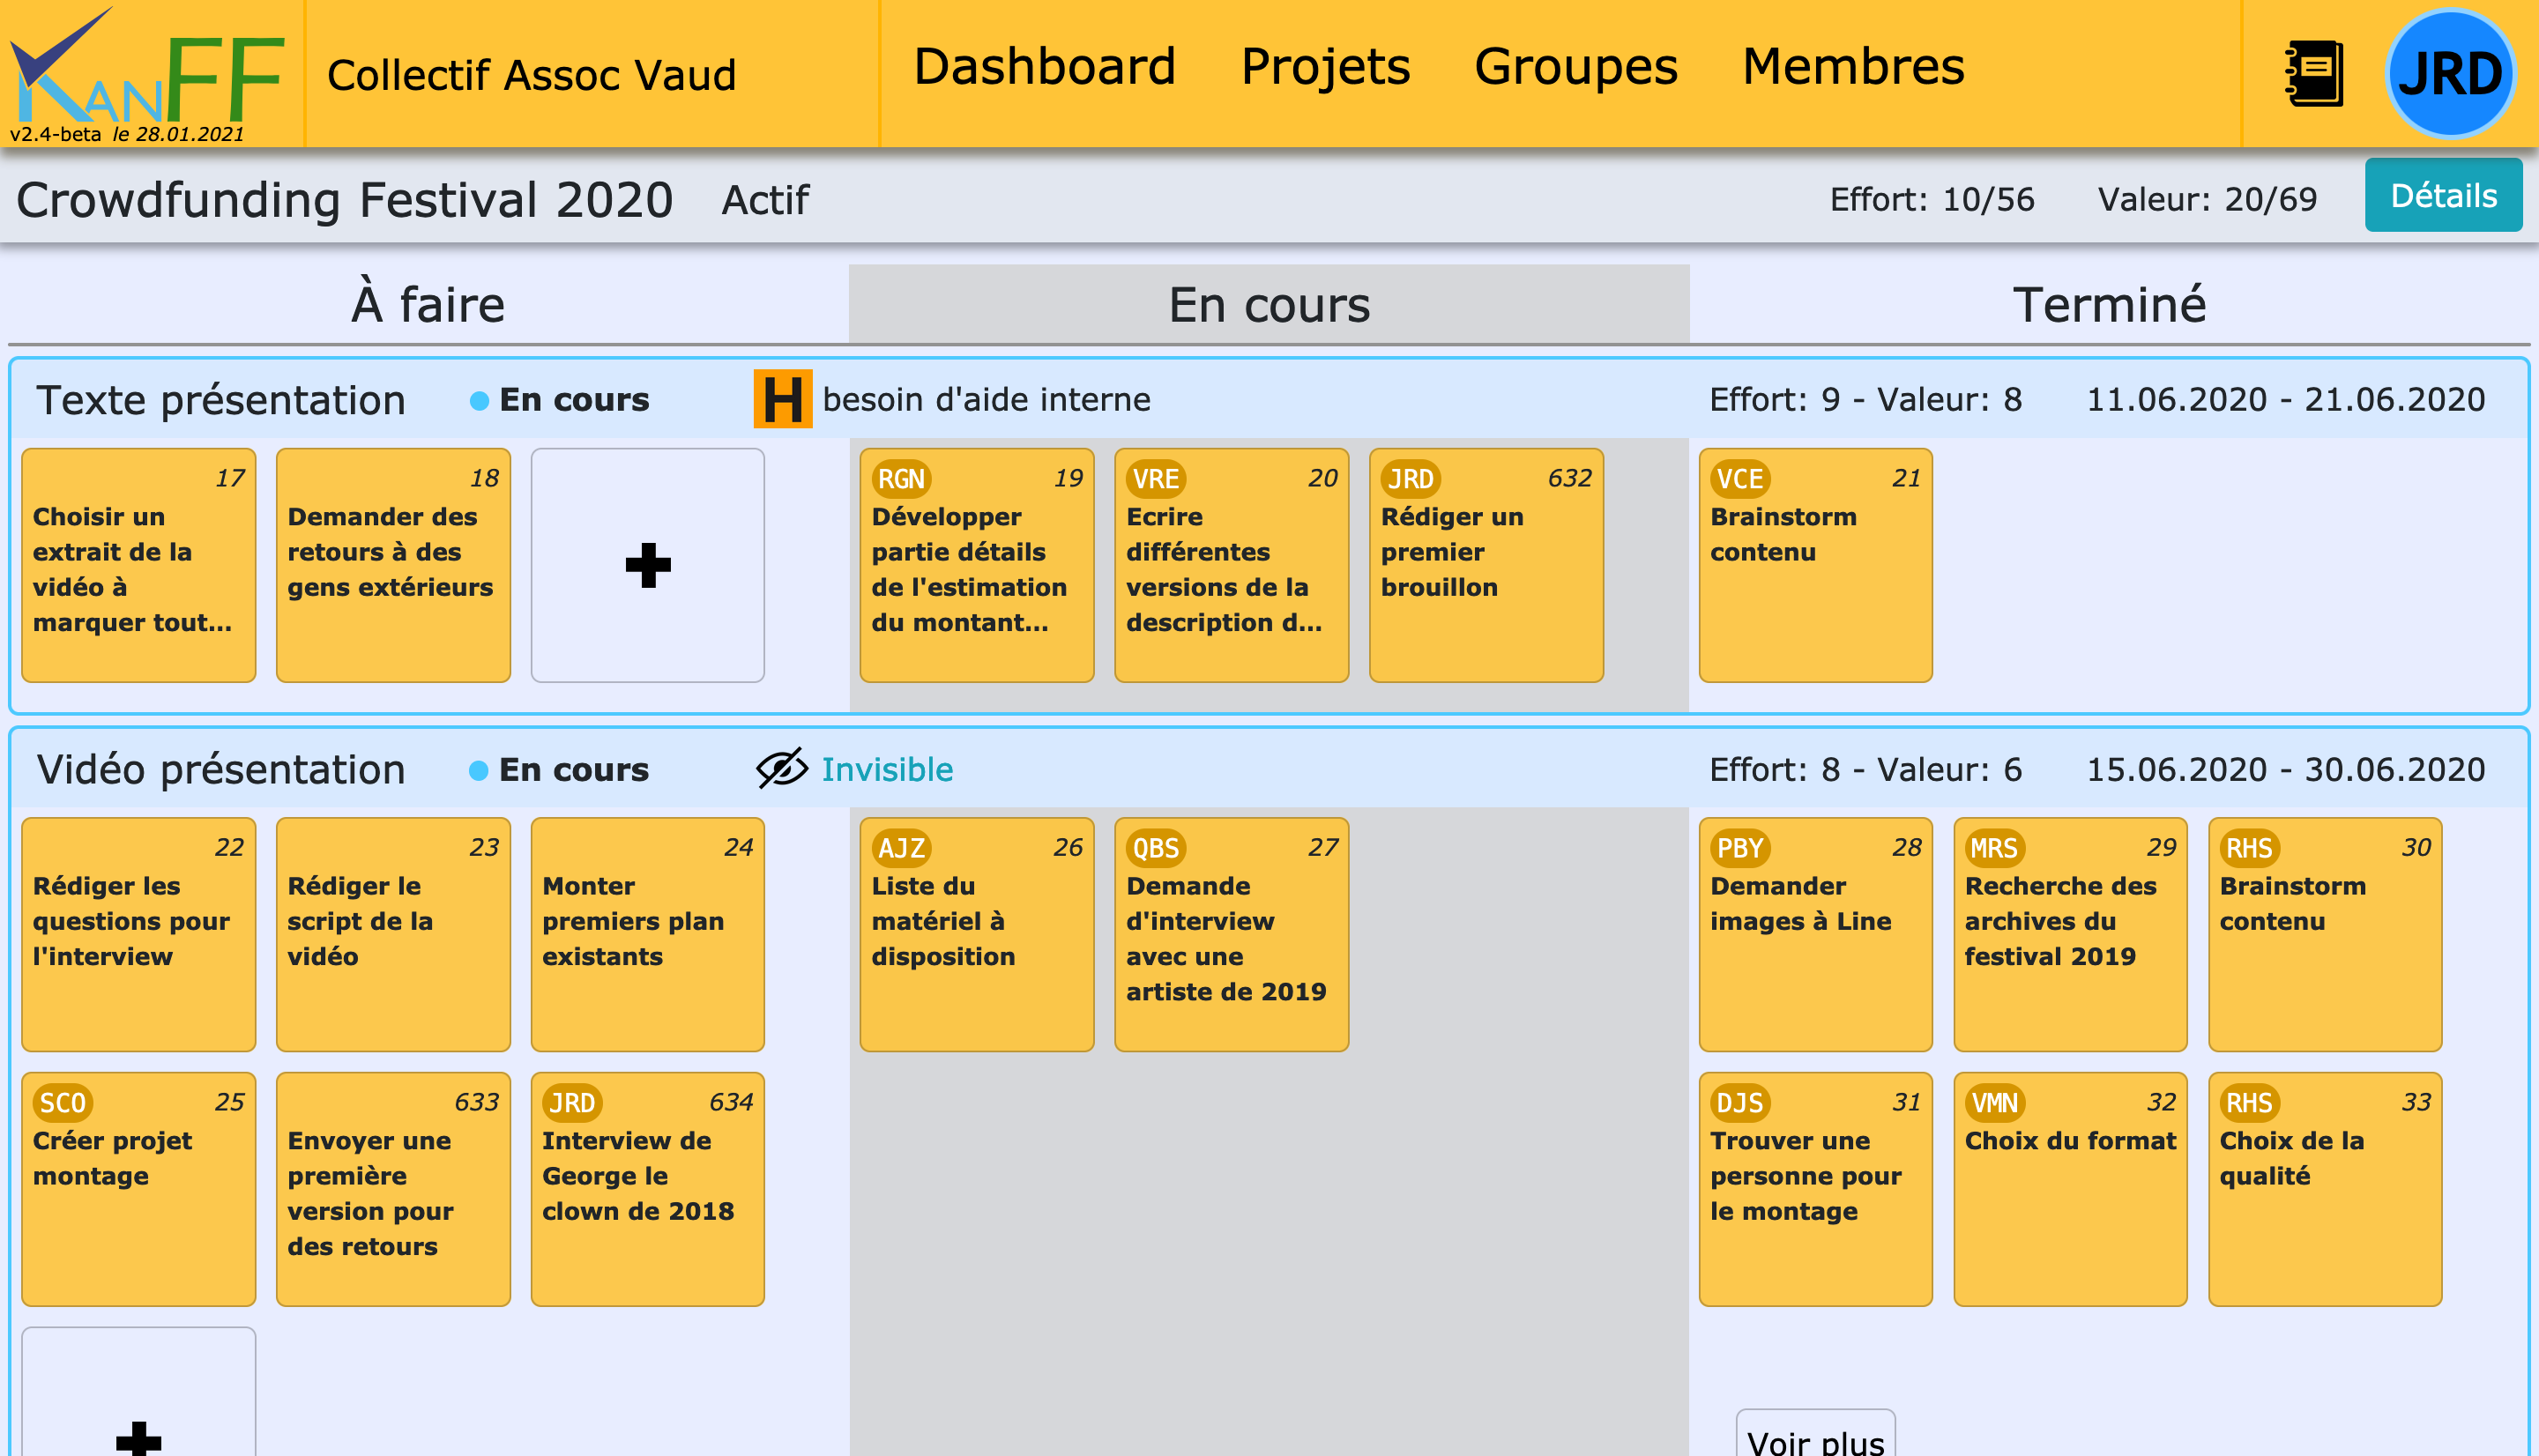 KanFF
v2.4-beta le 28.01.2021
Collectif Assoc Vaud
Dashboard Projets Groupes Membres
JRD
Crowdfunding Festival 2020 Actif Effort: 10/56 Valeur: 20/69 Détails
À faire En cours Terminé
Texte présentation En cours H besoin d'aide interne Effort: 9 - Valeur: 8 11.06.2020 - 21.06.2020
17
Choisir un
extrait de la
vidéo à
marquer tout...
18
Demander des
retours à des
gens extérieurs
RGN 19
Développer
partie détails
de l'estimation
du montant...
VRE 20
Ecrire
différentes
versions de la
description d...
JRD 632
Rédiger un
premier
brouillon
VCE 21
Brainstorm
contenu
Vidéo présentation En cours Invisible Effort: 8 - Valeur: 6 15.06.2020 - 30.06.2020
22
Rédiger les
questions pour
l'interview
23
Rédiger le
script de la
vidéo
24
Monter
premiers plan
existants
SCO 25
Créer projet
montage
633
Envoyer une
première
version pour
des retours
JRD 634
Interview de
George le
clown de 2018
AJZ 26
Liste du
matériel à
disposition
QBS 27
Demande
d'interview
avec une
artiste de 2019
PBY 28
Demander
images à Line
MRS 29
Recherche des
archives du
festival 2019
RHS 30
Brainstorm
contenu
DJS 31
Trouver une
personne pour
le montage
VMN 32
Choix du format
RHS 33
Choix de la
qualité
Voir plus